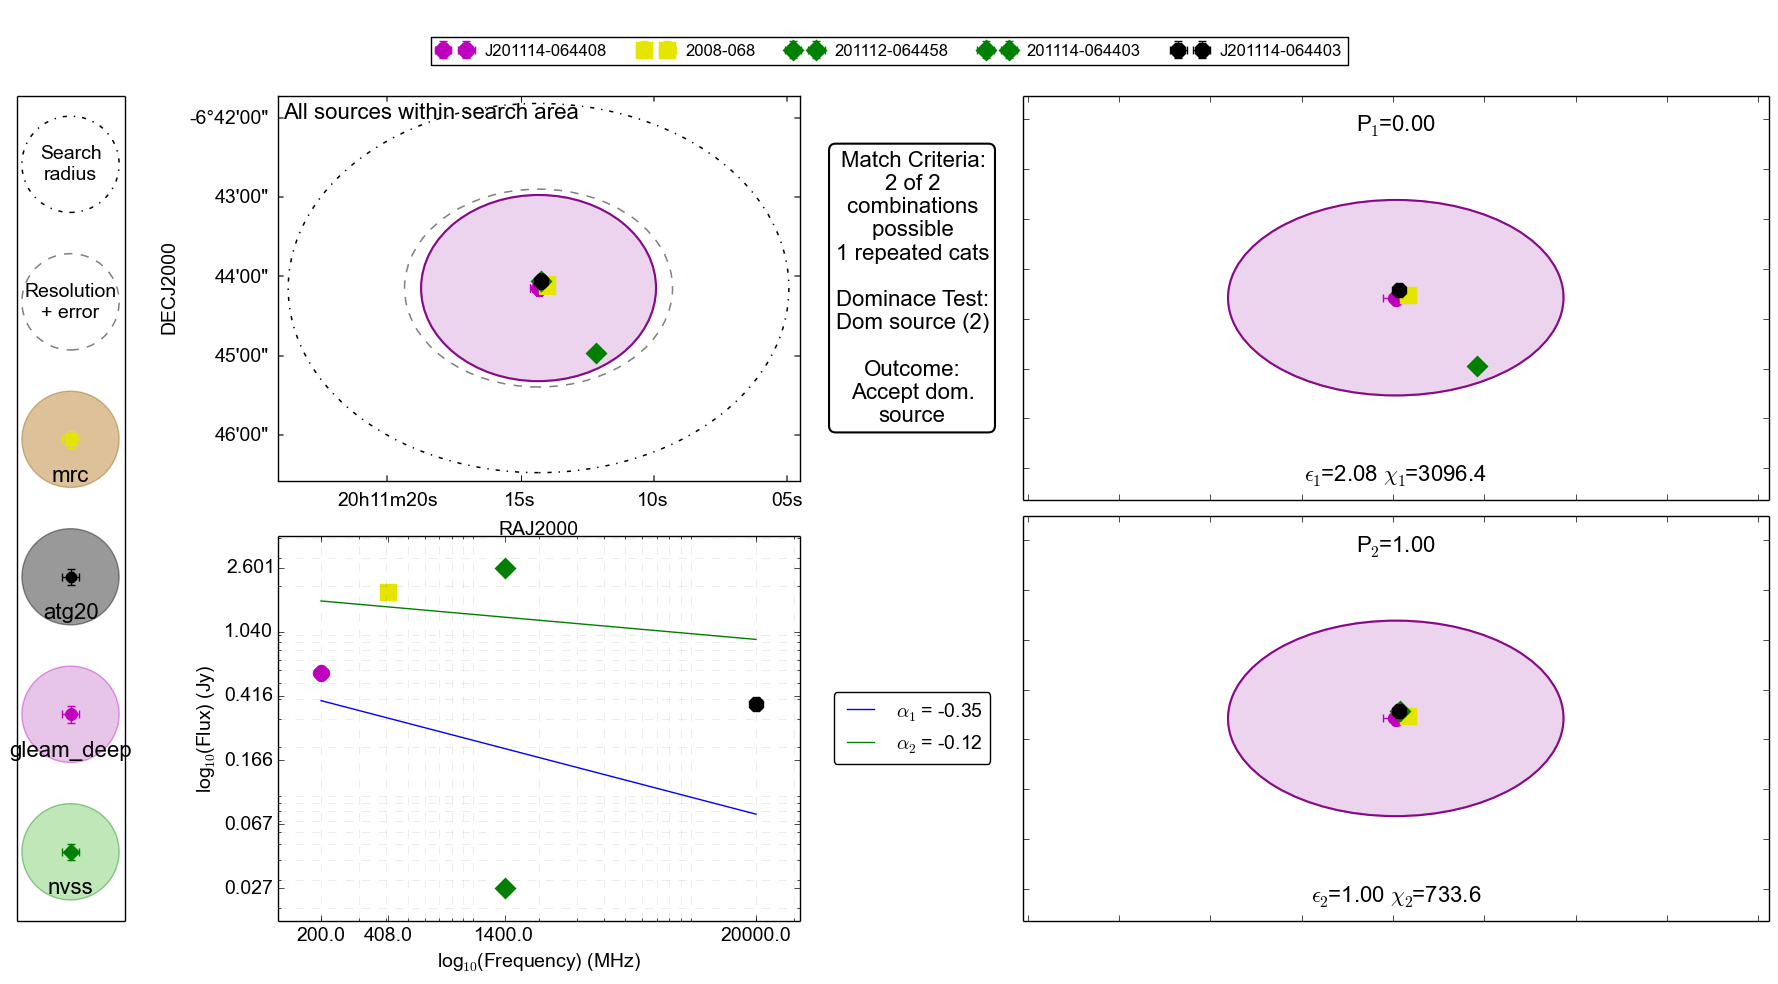 J201114-064408 2008-068 201112-064458 201114-064403 J201114-064403
Search
radius
Resolution
+ error
mrc
atg20
gleam_deep
nvss
All sources within search area
-6°42'00"
43'00"
44'00"
45'00"
46'00"
DECJ2000
20h11m20s 15s 10s 05s
RAJ2000
Match Criteria:
2 of 2
combinations
possible
1 repeated cats
Dominace Test:
Dom source (2)
Outcome:
Accept dom.
source
P₁=0.00
ϵ₁=2.08 χ₁=3096.4
2.601
1.040
0.416
0.166
0.067
0.027
log₁₀(Flux) (Jy)
200.0 408.0 1400.0 20000.0
log₁₀(Frequency) (MHz)
α₁ = -0.35
α₂ = -0.12
P₂=1.00
ϵ₂=1.00 χ₂=733.6